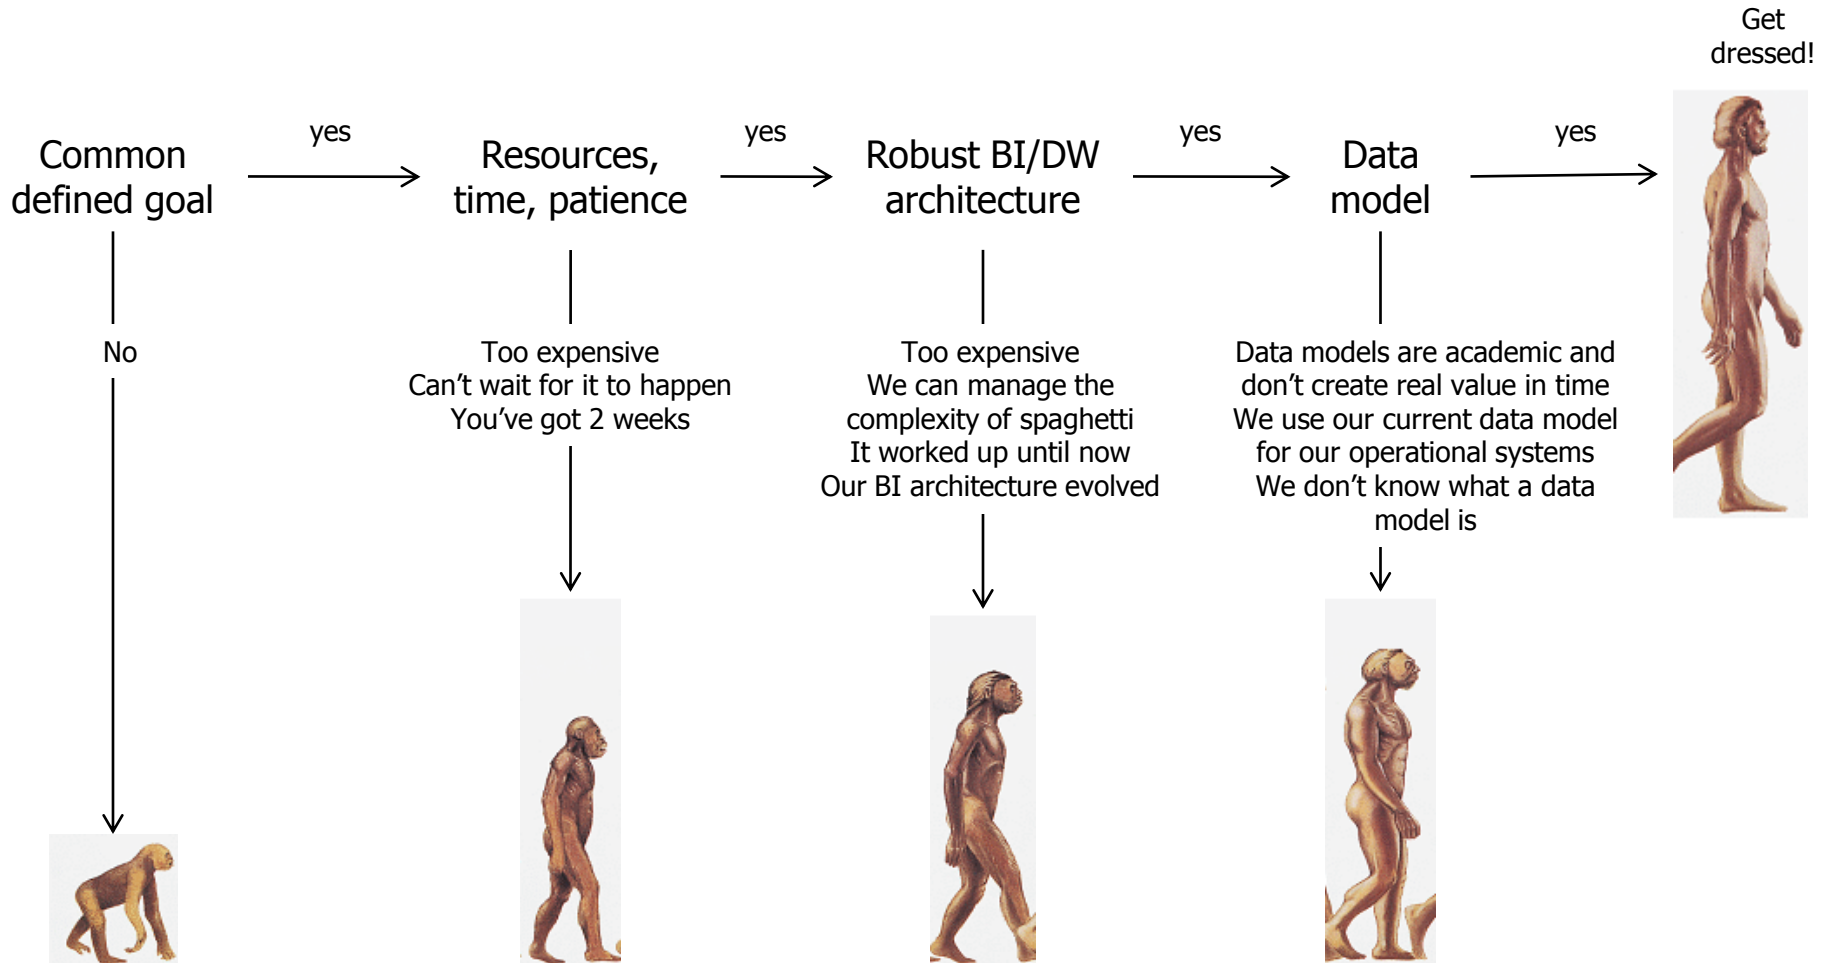 Get
dressed!
Common
defined goal
yes
Resources,
time, patience
yes
Robust BI/DW
architecture
yes
Data
model
yes
No
Too expensive
Can’t wait for it to happen
You’ve got 2 weeks
Too expensive
We can manage the
complexity of spaghetti
It worked up until now
Our BI architecture evolved
Data models are academic and
don’t create real value in time
We use our current data model
for our operational systems
We don’t know what a data
model is